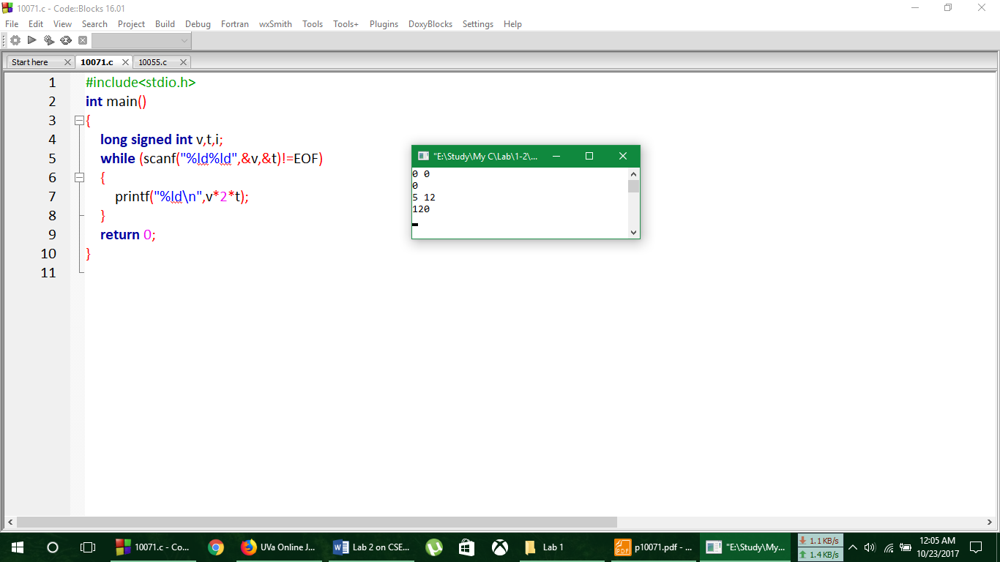 10071.c - Code::Blocks 16.01
File Edit View Search Project Build Debug Fortran wxSmith Tools Tools+ Plugins DoxyBlocks Settings Help
Start here 10071.c 10055.c
1 #include<stdio.h>
2 int main()
3 {
4 long signed int v,t,i;
5 while (scanf("%ld%ld",&v,&t)!=EOF)
6 {
7 printf("%ld\n",v*2*t);
8 }
9 return 0;
10 }
11
"E:\Study\My C\Lab\1-2\...
0 0
0
5 12
120
10071.c - Co... UVa Online J... Lab 2 on CSE... Lab 1 p10071.pdf - ... "E:\Study\My... 1.1 KB/s 12:05 AM
1.4 KB/s 10/23/2017